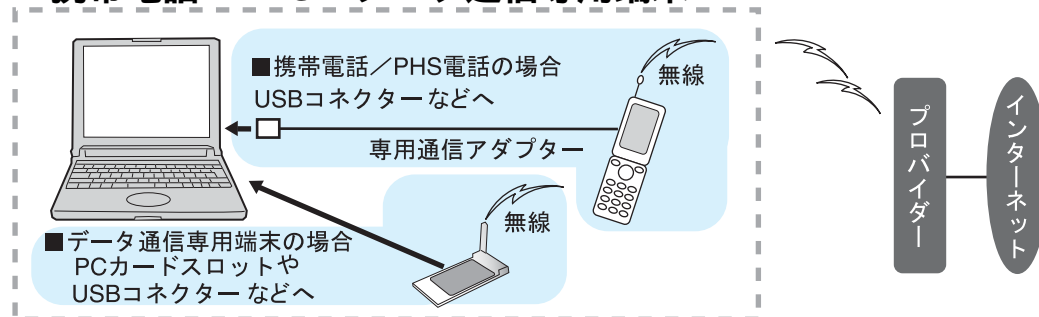 ■携帯電話／PHS電話の場合
USBコネクターなどへ
無線
専用通信アダプター
無線
■データ通信専用端末の場合
PCカードスロットや
USBコネクターなどへ
プロバイダー
インターネット